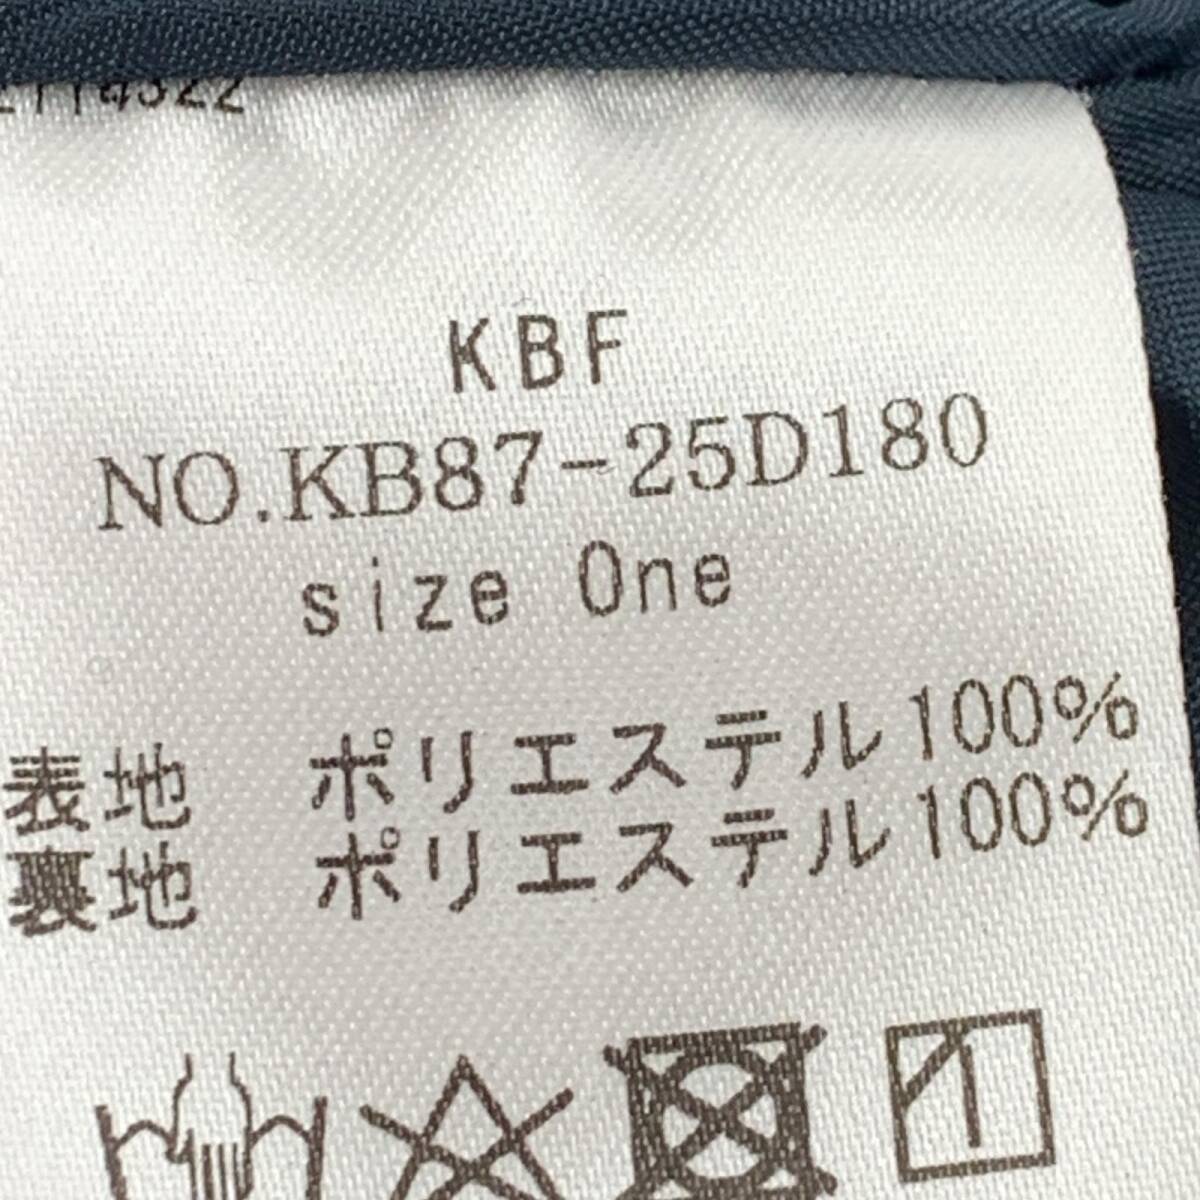 KBF
NO.KB87-25D180
size One
表地 ポリエステル100%
裏地 ポリエステル100%